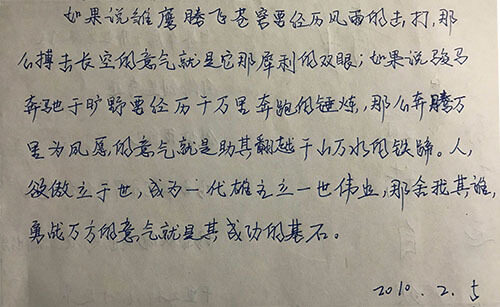 如果说雏鹰腾飞苍穹要经历风雨的击打，那
么搏击长空的意气就是它那犀利的双眼；如果说骏马
奔驰于旷野要经历千万里奔跑的锤炼，那么奔腾万
里为风愿的意气就是助其翻越千山万水的铁蹄。人，
欲傲立于世，成为一代雄主立一世伟业，那舍我其谁，
勇战万方的意气就是其成功的基石。
2010.2.5